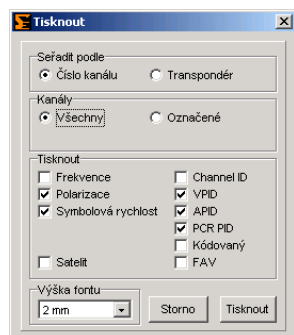 Tisknout
Seřadit podle
Číslo kanálu Transpondér
Kanály
Všechny Označené
Tisknout
Frekvence Channel ID
Polarizace VPID
Symbolová rychlost APID
PCR PID
Kódovaný
Satelit FAV
Výška fontu
2 mm Storno Tisknout